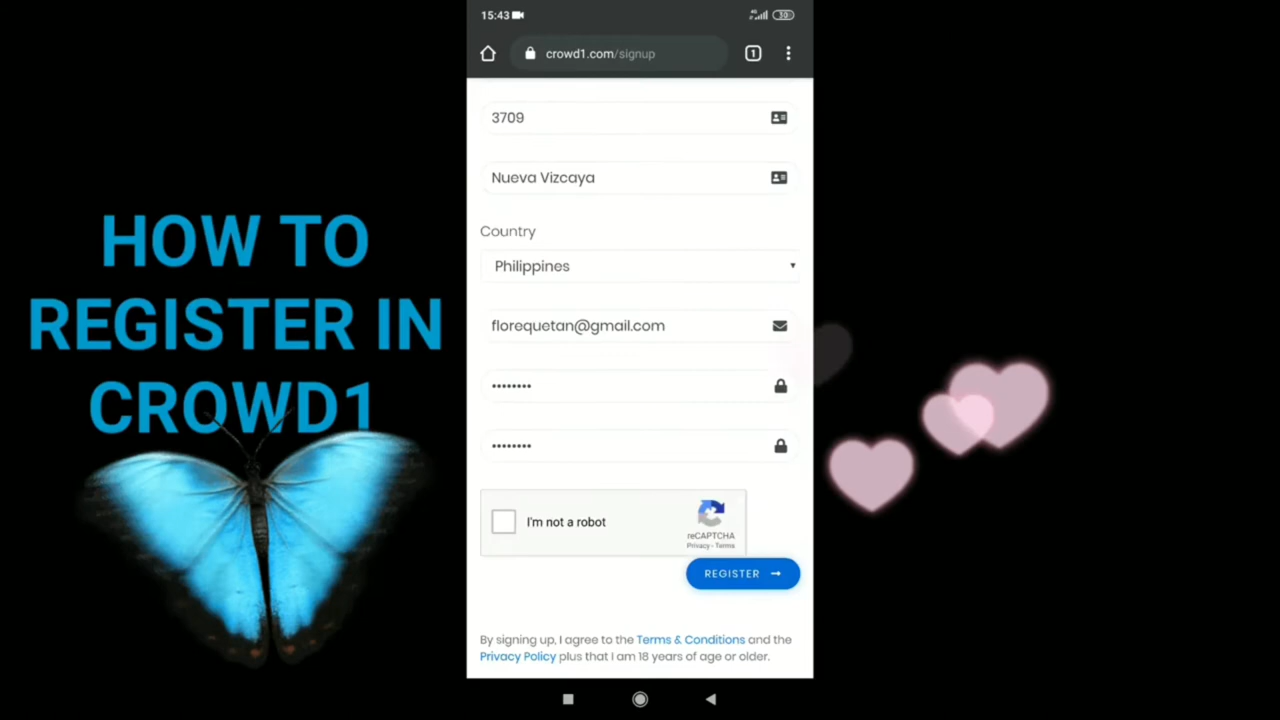 HOW TO
REGISTER IN
CROWD1
15:43
4G
30
crowd1.com/signup
1
3709
Nueva Vizcaya
Country
Philippines
florequetan@gmail.com
••••••••
••••••••
I'm not a robot
reCAPTCHA
Privacy - Terms
REGISTER
By signing up, I agree to the Terms & Conditions and the
Privacy Policy plus that I am 18 years of age or older.